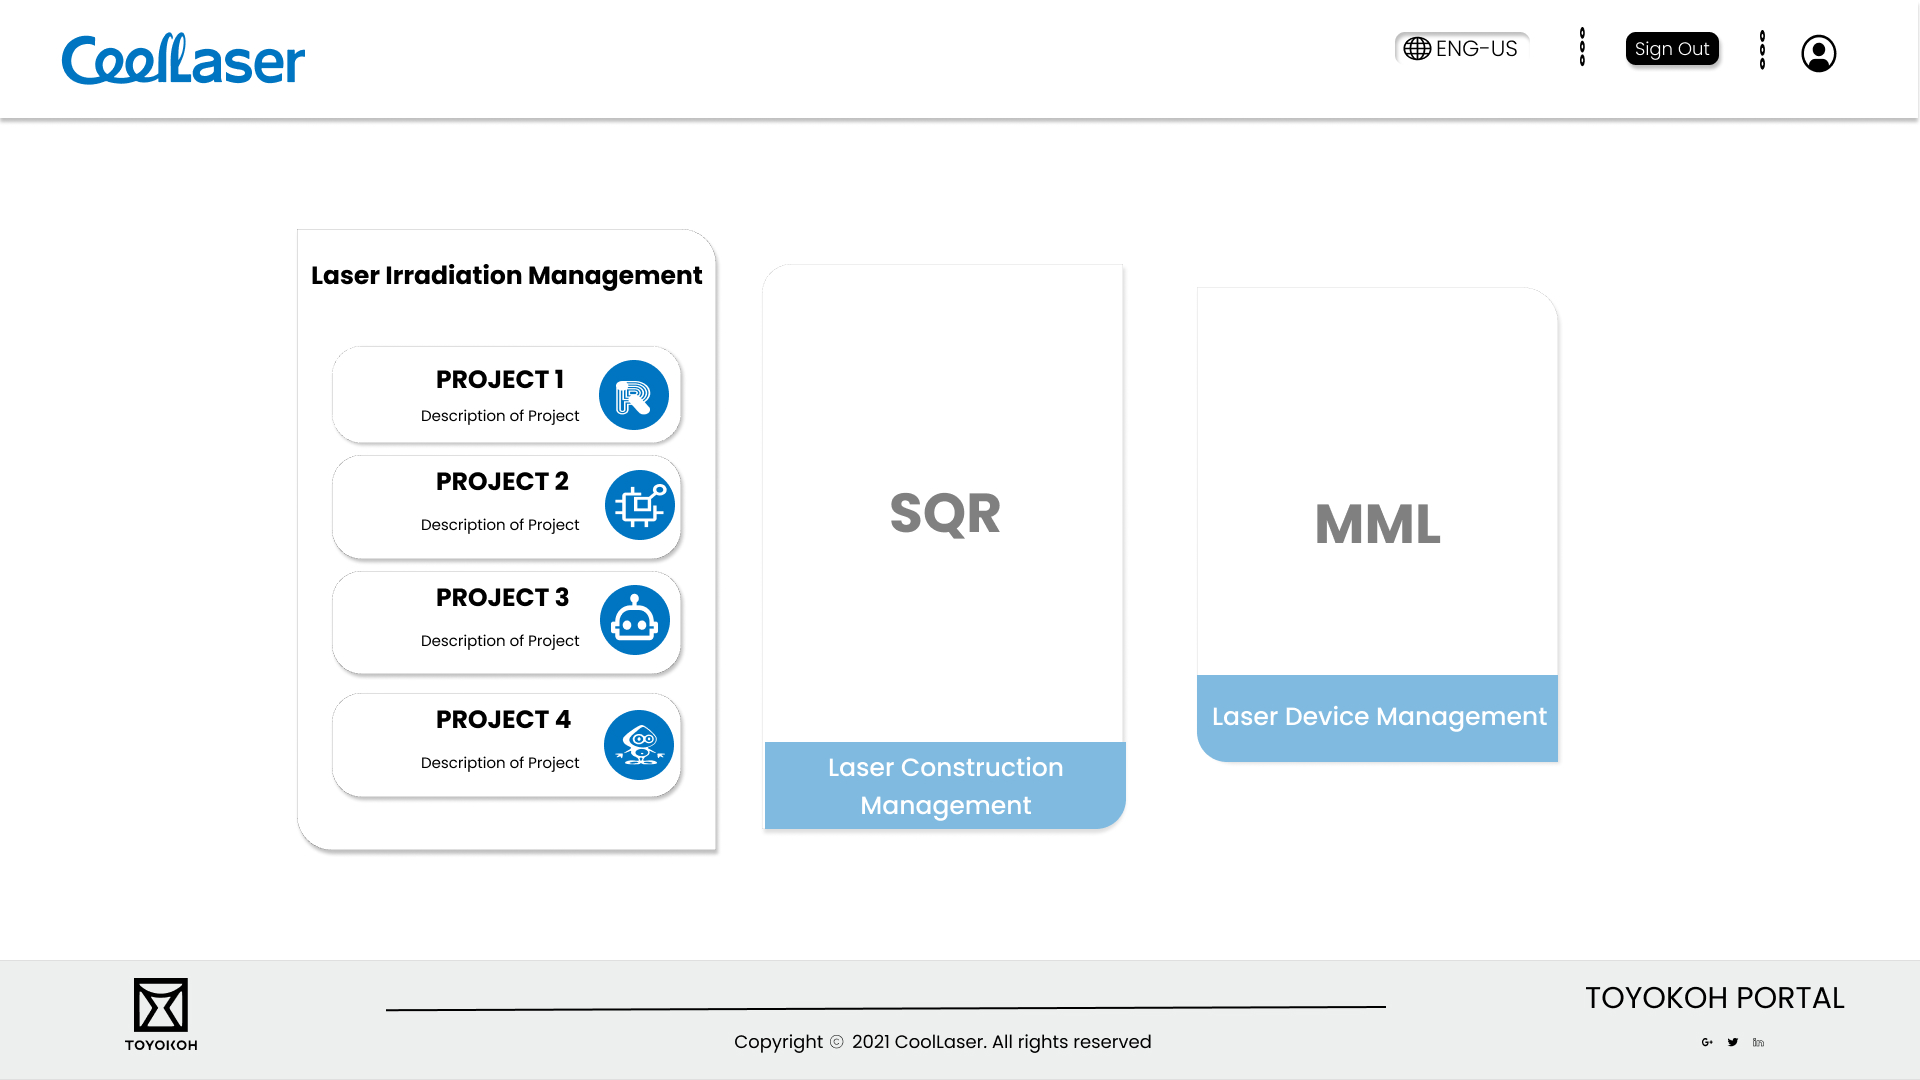 CoolLaser
ENG-US
Sign Out
Laser Irradiation Management
PROJECT 1
Description of Project
PROJECT 2
Description of Project
PROJECT 3
Description of Project
PROJECT 4
Description of Project
SQR
Laser Construction
Management
MML
Laser Device Management
TOYOKOH
Copyright © 2021 CoolLaser. All rights reserved
TOYOKOH PORTAL
G+
in